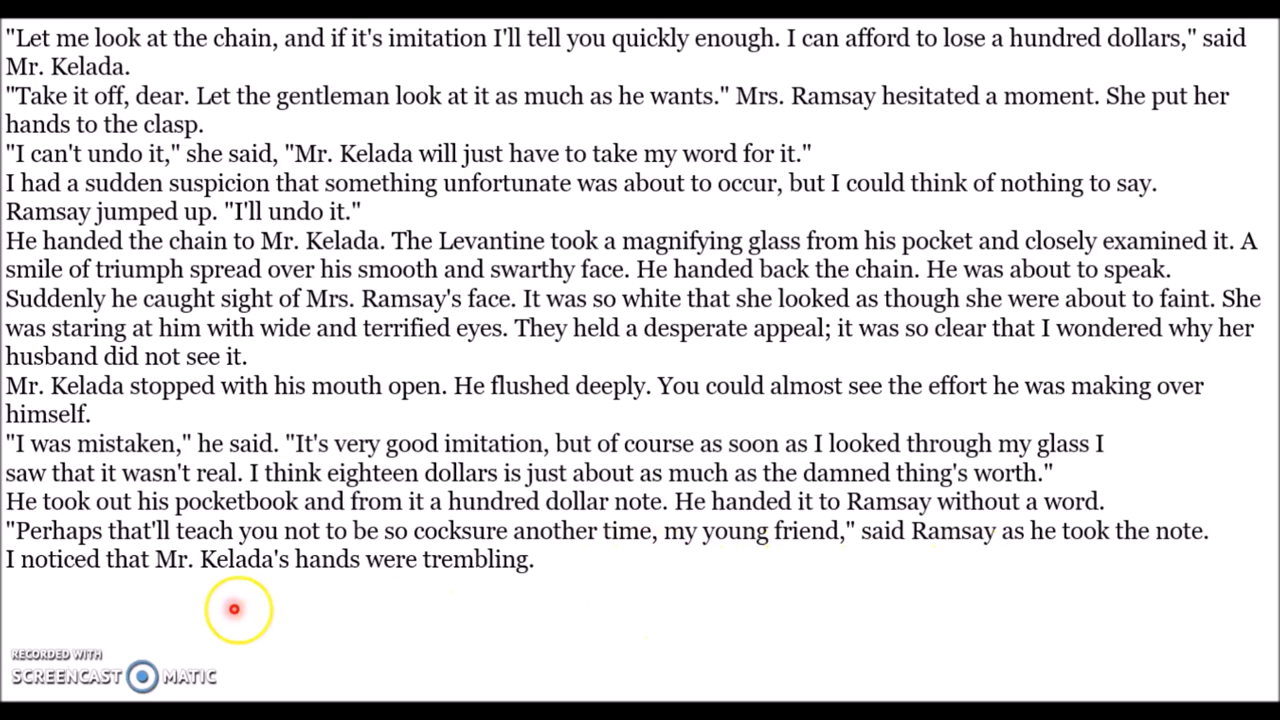 "Let me look at the chain, and if it's imitation I'll tell you quickly enough. I can afford to lose a hundred dollars," said
Mr. Kelada.
"Take it off, dear. Let the gentleman look at it as much as he wants." Mrs. Ramsay hesitated a moment. She put her
hands to the clasp.
"I can't undo it," she said, "Mr. Kelada will just have to take my word for it."
I had a sudden suspicion that something unfortunate was about to occur, but I could think of nothing to say.
Ramsay jumped up. "I'll undo it."
He handed the chain to Mr. Kelada. The Levantine took a magnifying glass from his pocket and closely examined it. A
smile of triumph spread over his smooth and swarthy face. He handed back the chain. He was about to speak.
Suddenly he caught sight of Mrs. Ramsay's face. It was so white that she looked as though she were about to faint. She
was staring at him with wide and terrified eyes. They held a desperate appeal; it was so clear that I wondered why her
husband did not see it.
Mr. Kelada stopped with his mouth open. He flushed deeply. You could almost see the effort he was making over
himself.
"I was mistaken," he said. "It's very good imitation, but of course as soon as I looked through my glass I
saw that it wasn't real. I think eighteen dollars is just about as much as the damned thing's worth."
He took out his pocketbook and from it a hundred dollar note. He handed it to Ramsay without a word.
"Perhaps that'll teach you not to be so cocksure another time, my young friend," said Ramsay as he took the note.
I noticed that Mr. Kelada's hands were trembling.
RECORDED WITH
SCREENCAST MATIC